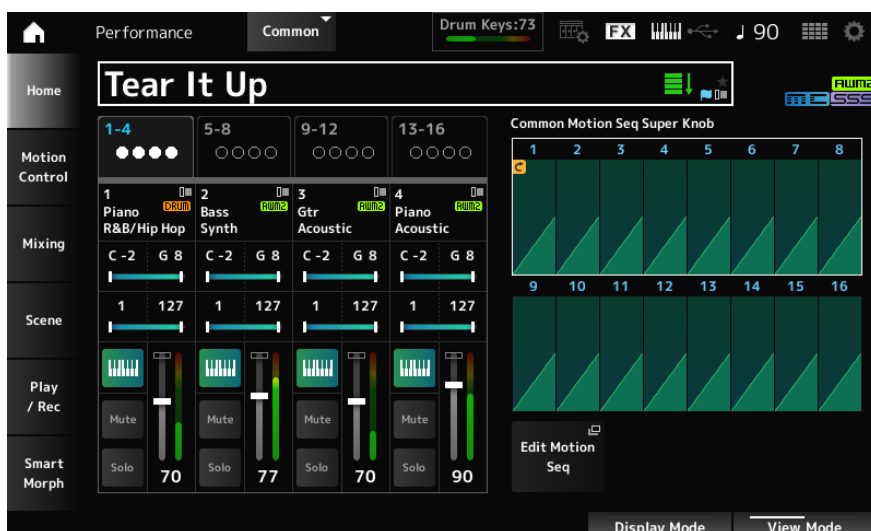 Performance
Common
Drum Keys:73
FX
90
Home
Tear It Up
AWM2
MC SSS
1-4
5-8
9-12
13-16
Common Motion Seq Super Knob
1 2 3 4 5 6 7 8
Motion
Control
1
DRUM
Piano
R&B/Hip Hop
2
AWM2
Bass
Synth
3
AWM2
Gtr
Acoustic
4
AWM2
Piano
Acoustic
Mixing
C -2 G 8 C -2 G 8 C -2 G 8 C -2 G 8
9 10 11 12 13 14 15 16
1 127 1 127 1 127 1 127
Scene
Play
/ Rec
Mute Mute Mute Mute
Edit Motion
Seq
Smart
Morph
Solo 70 Solo 77 Solo 70 Solo 90
Display Mode View Mode